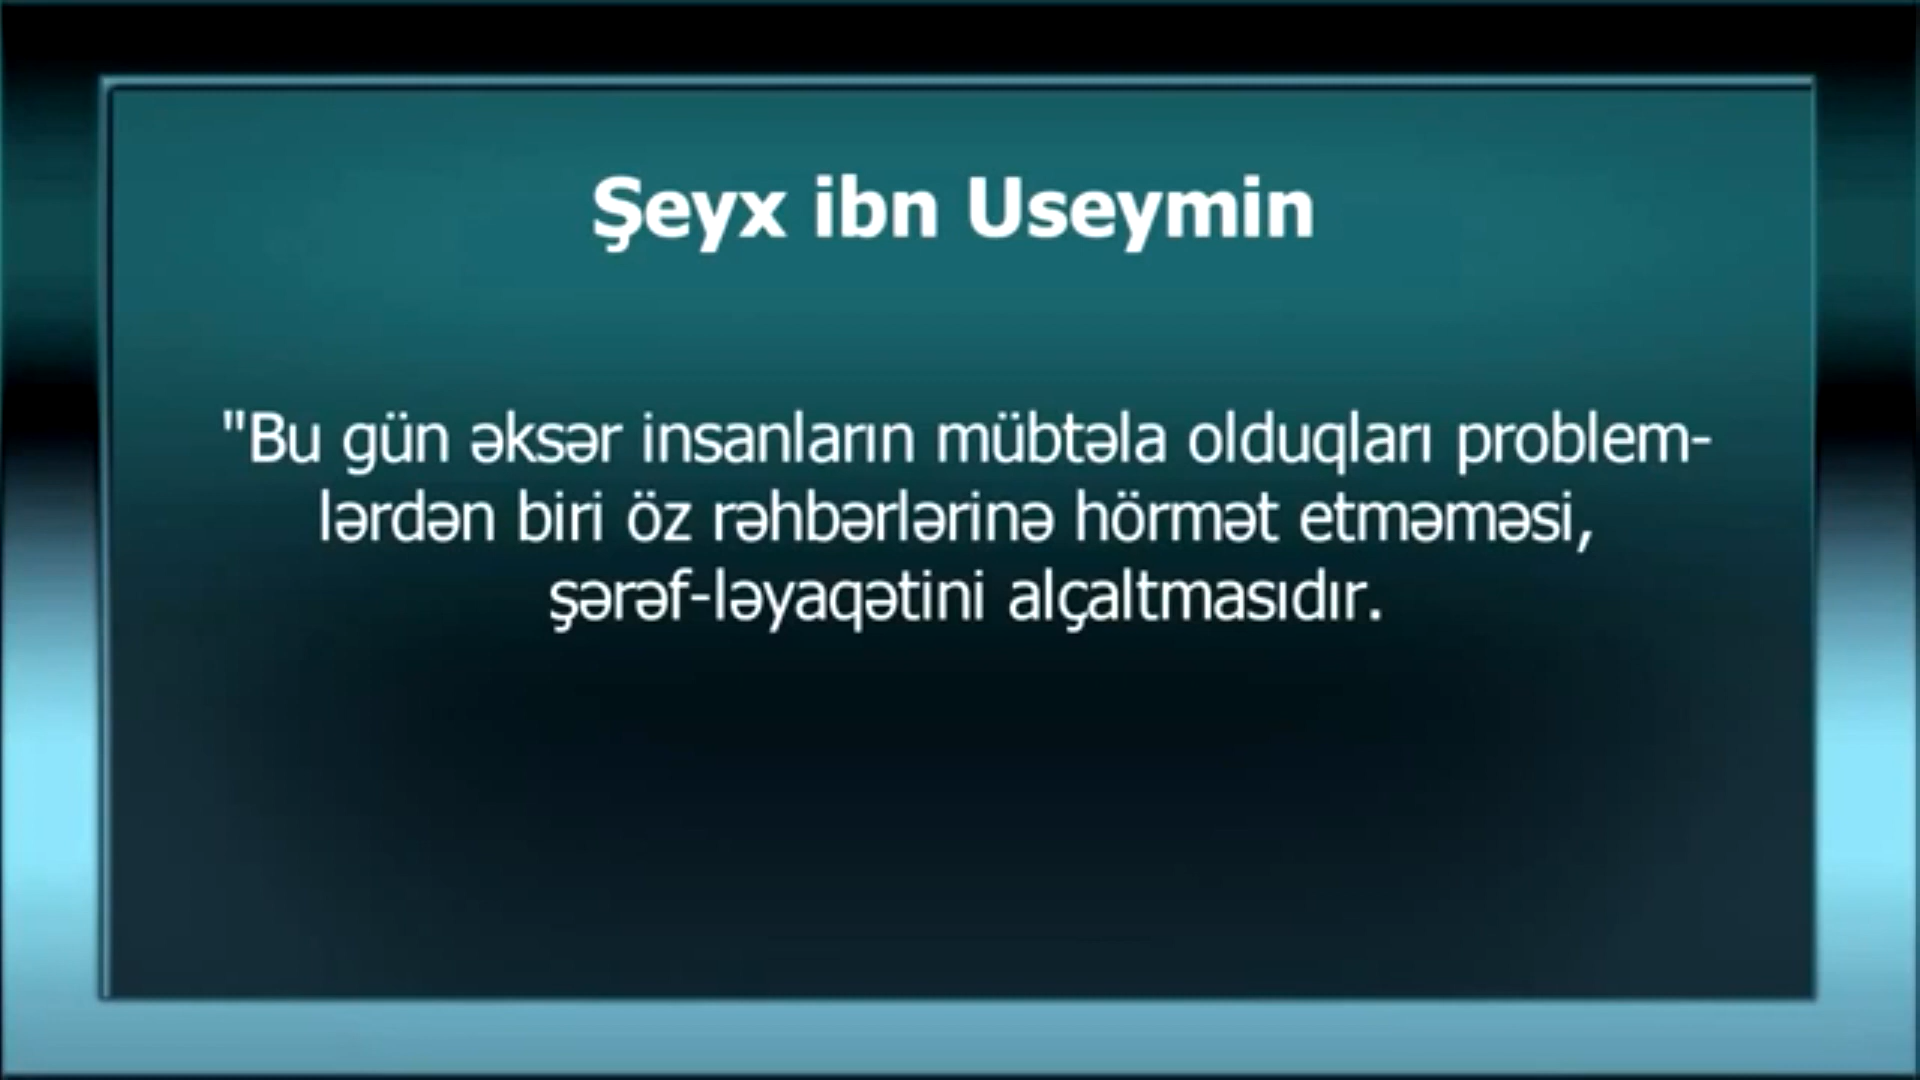 Şeyx ibn Useymin
"Bu gün əksər insanların mübtəla olduqları problem-
lərdən biri öz rəhbərlərinə hörmət etməməsi,
şərəf-ləyaqətini alçaltmasıdır.